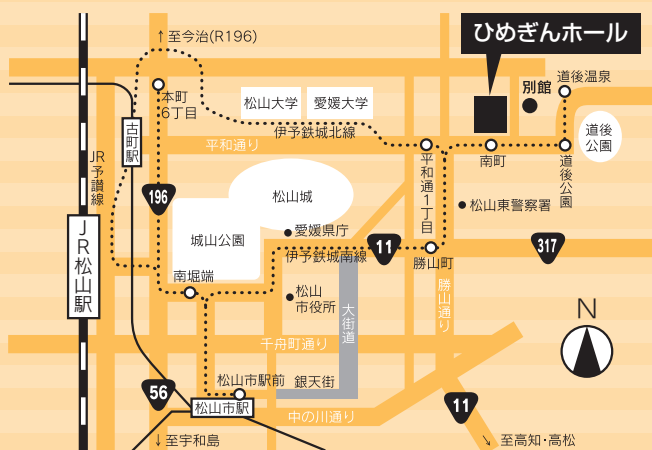 ↑至今治(R196)
ひめぎんホール
本町
6丁目
松山大学
愛媛大学
別館
道後温泉
伊予鉄城北線
道後
公園
古町駅
平和通り
平和通1丁目
南町
道後公園
JR予讃線
196
松山城
松山東警察署
城山公園
愛媛県庁
伊予鉄城南線
11
勝山町
317
JR松山駅
南堀端
松山
市役所
大街道
勝山通り
N
千舟町通り
松山市駅前
銀天街
56
松山市駅
中の川通り
11
↓至宇和島
↘至高知・高松